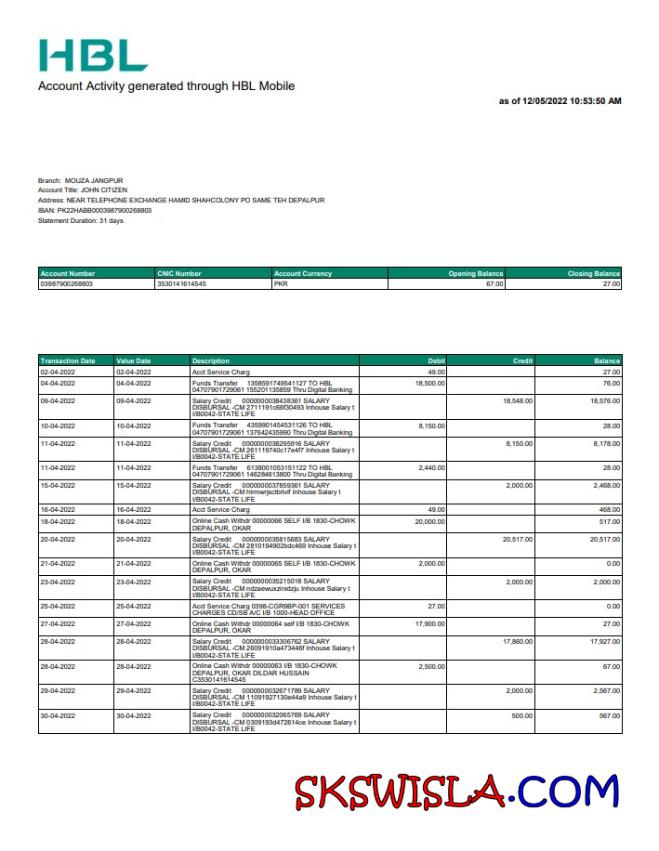 HBL
Account Activity generated through HBL Mobile
as of 12/05/2022 10:53:50 AM
Branch: MOUZA JANGPUR
Account Title: JOHN CITIZEN
Address: NEAR TELEPHONE EXCHANGE HAMID SHAHCOLONY PO SAME TEH DEPALPUR
IBAN: PK22HABB0003987900268803
Statement Duration: 31 days
Account Number CNIC Number Account Currency Opening Balance Closing Balance
03987900268803 3530141614545 PKR 67.00 27.00
Transaction Date Value Date Description Debit Credit Balance
02-04-2022 02-04-2022 Acct Service Charg 49.00 27.00
04-04-2022 04-04-2022 Funds Transfer 1358591749541127 TO HBL 18,500.00 76.00
04707901729061 155201135859 Thru Digital Banking
09-04-2022 09-04-2022 Salary Credit 0000000038438361 SALARY 18,548.00 18,576.00
DISBURSAL -CM 2711191c66f30493 Inhouse Salary t
I/B0042-STATE LIFE
10-04-2022 10-04-2022 Funds Transfer 4359901454531126 TO HBL 8,150.00 28.00
04707901729061 137642435990 Thru Digital Banking
11-04-2022 11-04-2022 Salary Credit 0000000038295916 SALARY 8,150.00 8,178.00
DISBURSAL -CM 261119740c17e4f7 Inhouse Salary t
I/B0042-STATE LIFE
11-04-2022 11-04-2022 Funds Transfer 6138001053151122 TO HBL 2,440.00 28.00
04707901729061 146284613800 Thru Digital Banking
15-04-2022 15-04-2022 Salary Credit 0000000037859361 SALARY 2,000.00 2,468.00
DISBURSAL -CM hlrmwrjsctbitvif Inhouse Salary t
I/B0042-STATE LIFE
16-04-2022 16-04-2022 Acct Service Charg 49.00 468.00
18-04-2022 18-04-2022 Online Cash Withdr 00000066 SELF I/B 1830-CHOWK 20,000.00 517.00
DEPALPUR, OKAR
20-04-2022 20-04-2022 Salary Credit 0000000035815683 SALARY 20,517.00 20,517.00
DISBURSAL -CM 2810194902bdc469 Inhouse Salary t
I/B0042-STATE LIFE
21-04-2022 21-04-2022 Online Cash Withdr 00000065 SELF I/B 1830-CHOWK 2,000.00 0.00
DEPALPUR, OKAR
23-04-2022 23-04-2022 Salary Credit 0000000035215018 SALARY 2,000.00 2,000.00
DISBURSAL -CM ndzaewuxzinxdzju Inhouse Salary t
I/B0042-STATE LIFE
25-04-2022 25-04-2022 Acct Service Charg 0398-CGR9BP-001 SERVICES 27.00 0.00
CHARGES CD/SB A/C I/B 1000-HEAD OFFICE
27-04-2022 27-04-2022 Online Cash Withdr 00000064 self I/B 1830-CHOWK 17,900.00 27.00
DEPALPUR, OKAR
28-04-2022 28-04-2022 Salary Credit 0000000033306762 SALARY 17,860.00 17,927.00
DISBURSAL -CM 26091910a473446f Inhouse Salary t
I/B0042-STATE LIFE
28-04-2022 28-04-2022 Online Cash Withdr 00000063 I/B 1830-CHOWK 2,500.00 67.00
DEPALPUR, OKAR DILDAR HUSSAIN
C3530141614545
29-04-2022 29-04-2022 Salary Credit 0000000032671789 SALARY 2,000.00 2,567.00
DISBURSAL -CM 11091927130e44a9 Inhouse Salary t
I/B0042-STATE LIFE
30-04-2022 30-04-2022 Salary Credit 0000000032065769 SALARY 500.00 567.00
DISBURSAL -CM 0309193d472614ce Inhouse Salary t
I/B0042-STATE LIFE
SKSWISLA.COM